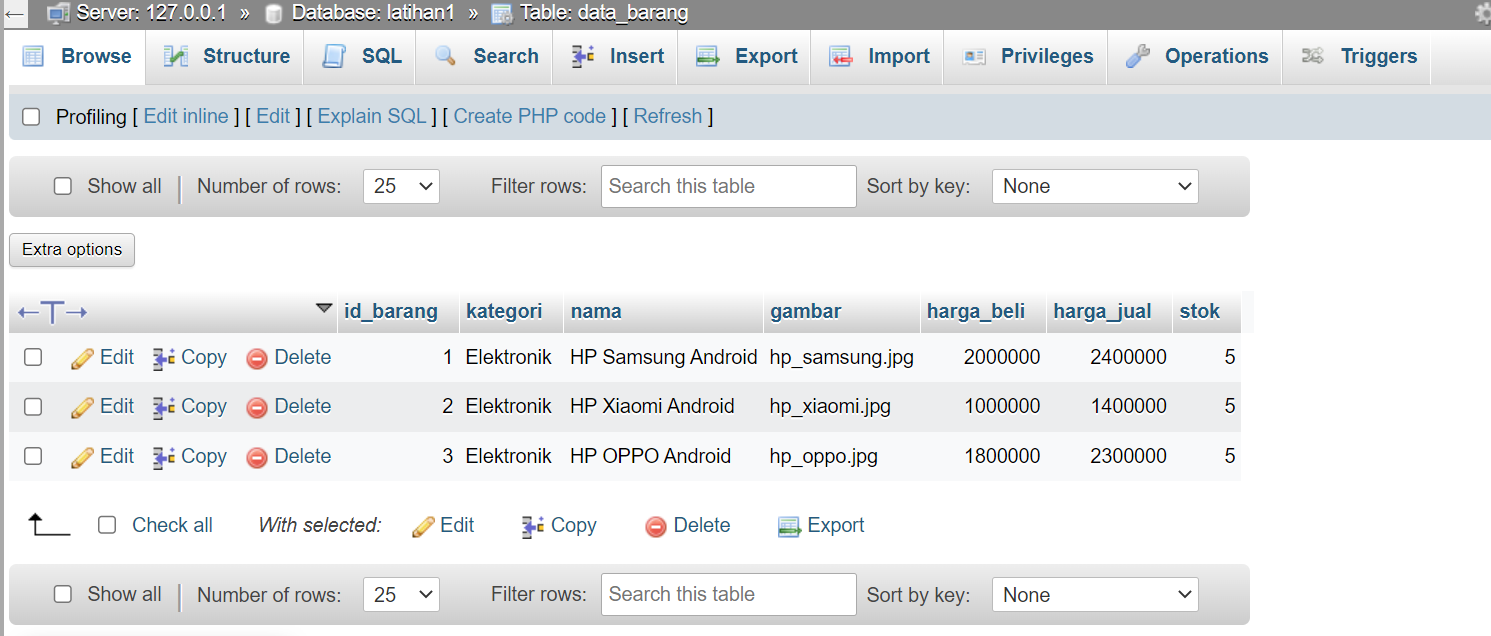 Server: 127.0.0.1 » Database: latihan1 » Table: data_barang
Browse Structure SQL Search Insert Export Import Privileges Operations Triggers
Profiling [ Edit inline ] [ Edit ] [ Explain SQL ] [ Create PHP code ] [ Refresh ]
Show all | Number of rows: 25 Filter rows: Search this table Sort by key: None
Extra options
←T→ id_barang kategori nama gambar harga_beli harga_jual stok
Edit Copy Delete 1 Elektronik HP Samsung Android hp_samsung.jpg 2000000 2400000 5
Edit Copy Delete 2 Elektronik HP Xiaomi Android hp_xiaomi.jpg 1000000 1400000 5
Edit Copy Delete 3 Elektronik HP OPPO Android hp_oppo.jpg 1800000 2300000 5
Check all With selected: Edit Copy Delete Export
Show all | Number of rows: 25 Filter rows: Search this table Sort by key: None